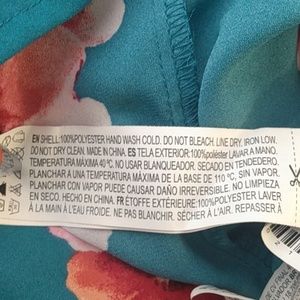 EN SHELL:100%POLYESTER HAND WASH COLD. DO NOT BLEACH. LINE DRY. IRON LOW.
DO NOT DRY CLEAN. MADE IN CHINA. ES TELA EXTERIOR: 100%poliéster LAVAR A MANO.
TEMPERATURA MÁXIMA 40 ºC. NO USAR BLANQUEADOR. SECADO EN TENDEDERO.
PLANCHAR A UNA TEMPERATURA MÁXIMA DE LA BASE DE 110 ºC, SIN VAPOR.
PLANCHAR CON VAPOR PUEDE CAUSAR DAÑO IRREVERSIBLE. NO LIMPIEZA
EN SECO. HECHO EN CHINA. FR ÉTOFFE EXTÉRIEURE:100%POLYESTER LAVER
À LA MAIN À L'EAU FROIDE. NE PAS BLANCHIR. SÉCHER À L'AIR. REPASSER À